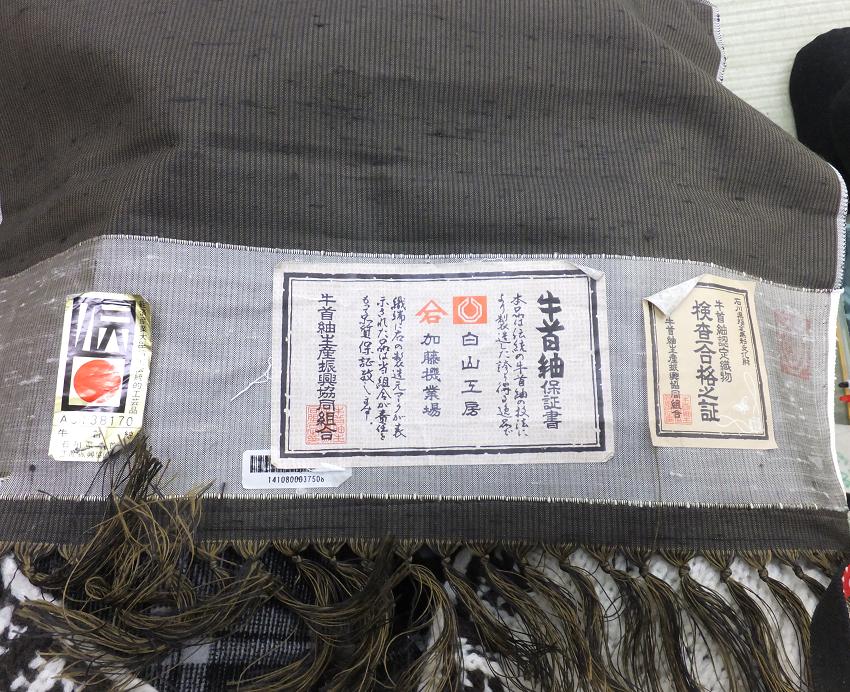 牛首紬保証書
本品は伝統の牛首紬の技法に
より製造した誇り得る逸品で
白山工房
加藤機業場
織端に右の製造元マークが表
示された品は当組合が責任を
もって品質保証致します。
牛首紬生産振興協同組合
石川県指定無形文化財
牛首紬認定織物
検査合格之証
牛首紬生産振興協同組合
伝
38170
141080003750